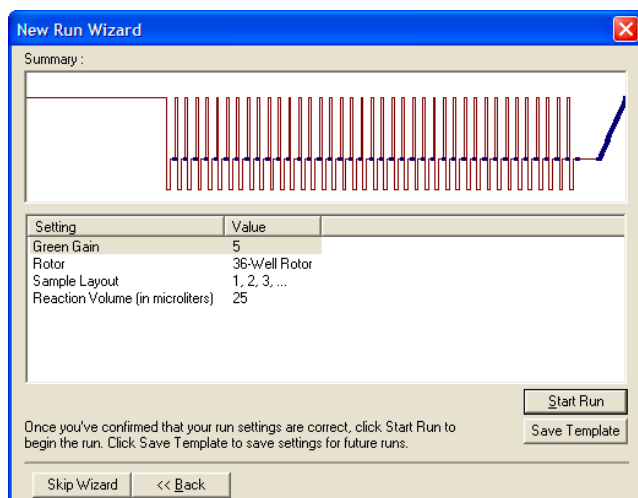 New Run Wizard
Summary :
Setting Value
Green Gain 5
Rotor 36-Well Rotor
Sample Layout 1, 2, 3, ...
Reaction Volume (in microliters) 25
Start Run
Once you've confirmed that your run settings are correct, click Start Run to
begin the run. Click Save Template to save settings for future runs.
Save Template
Skip Wizard << Back